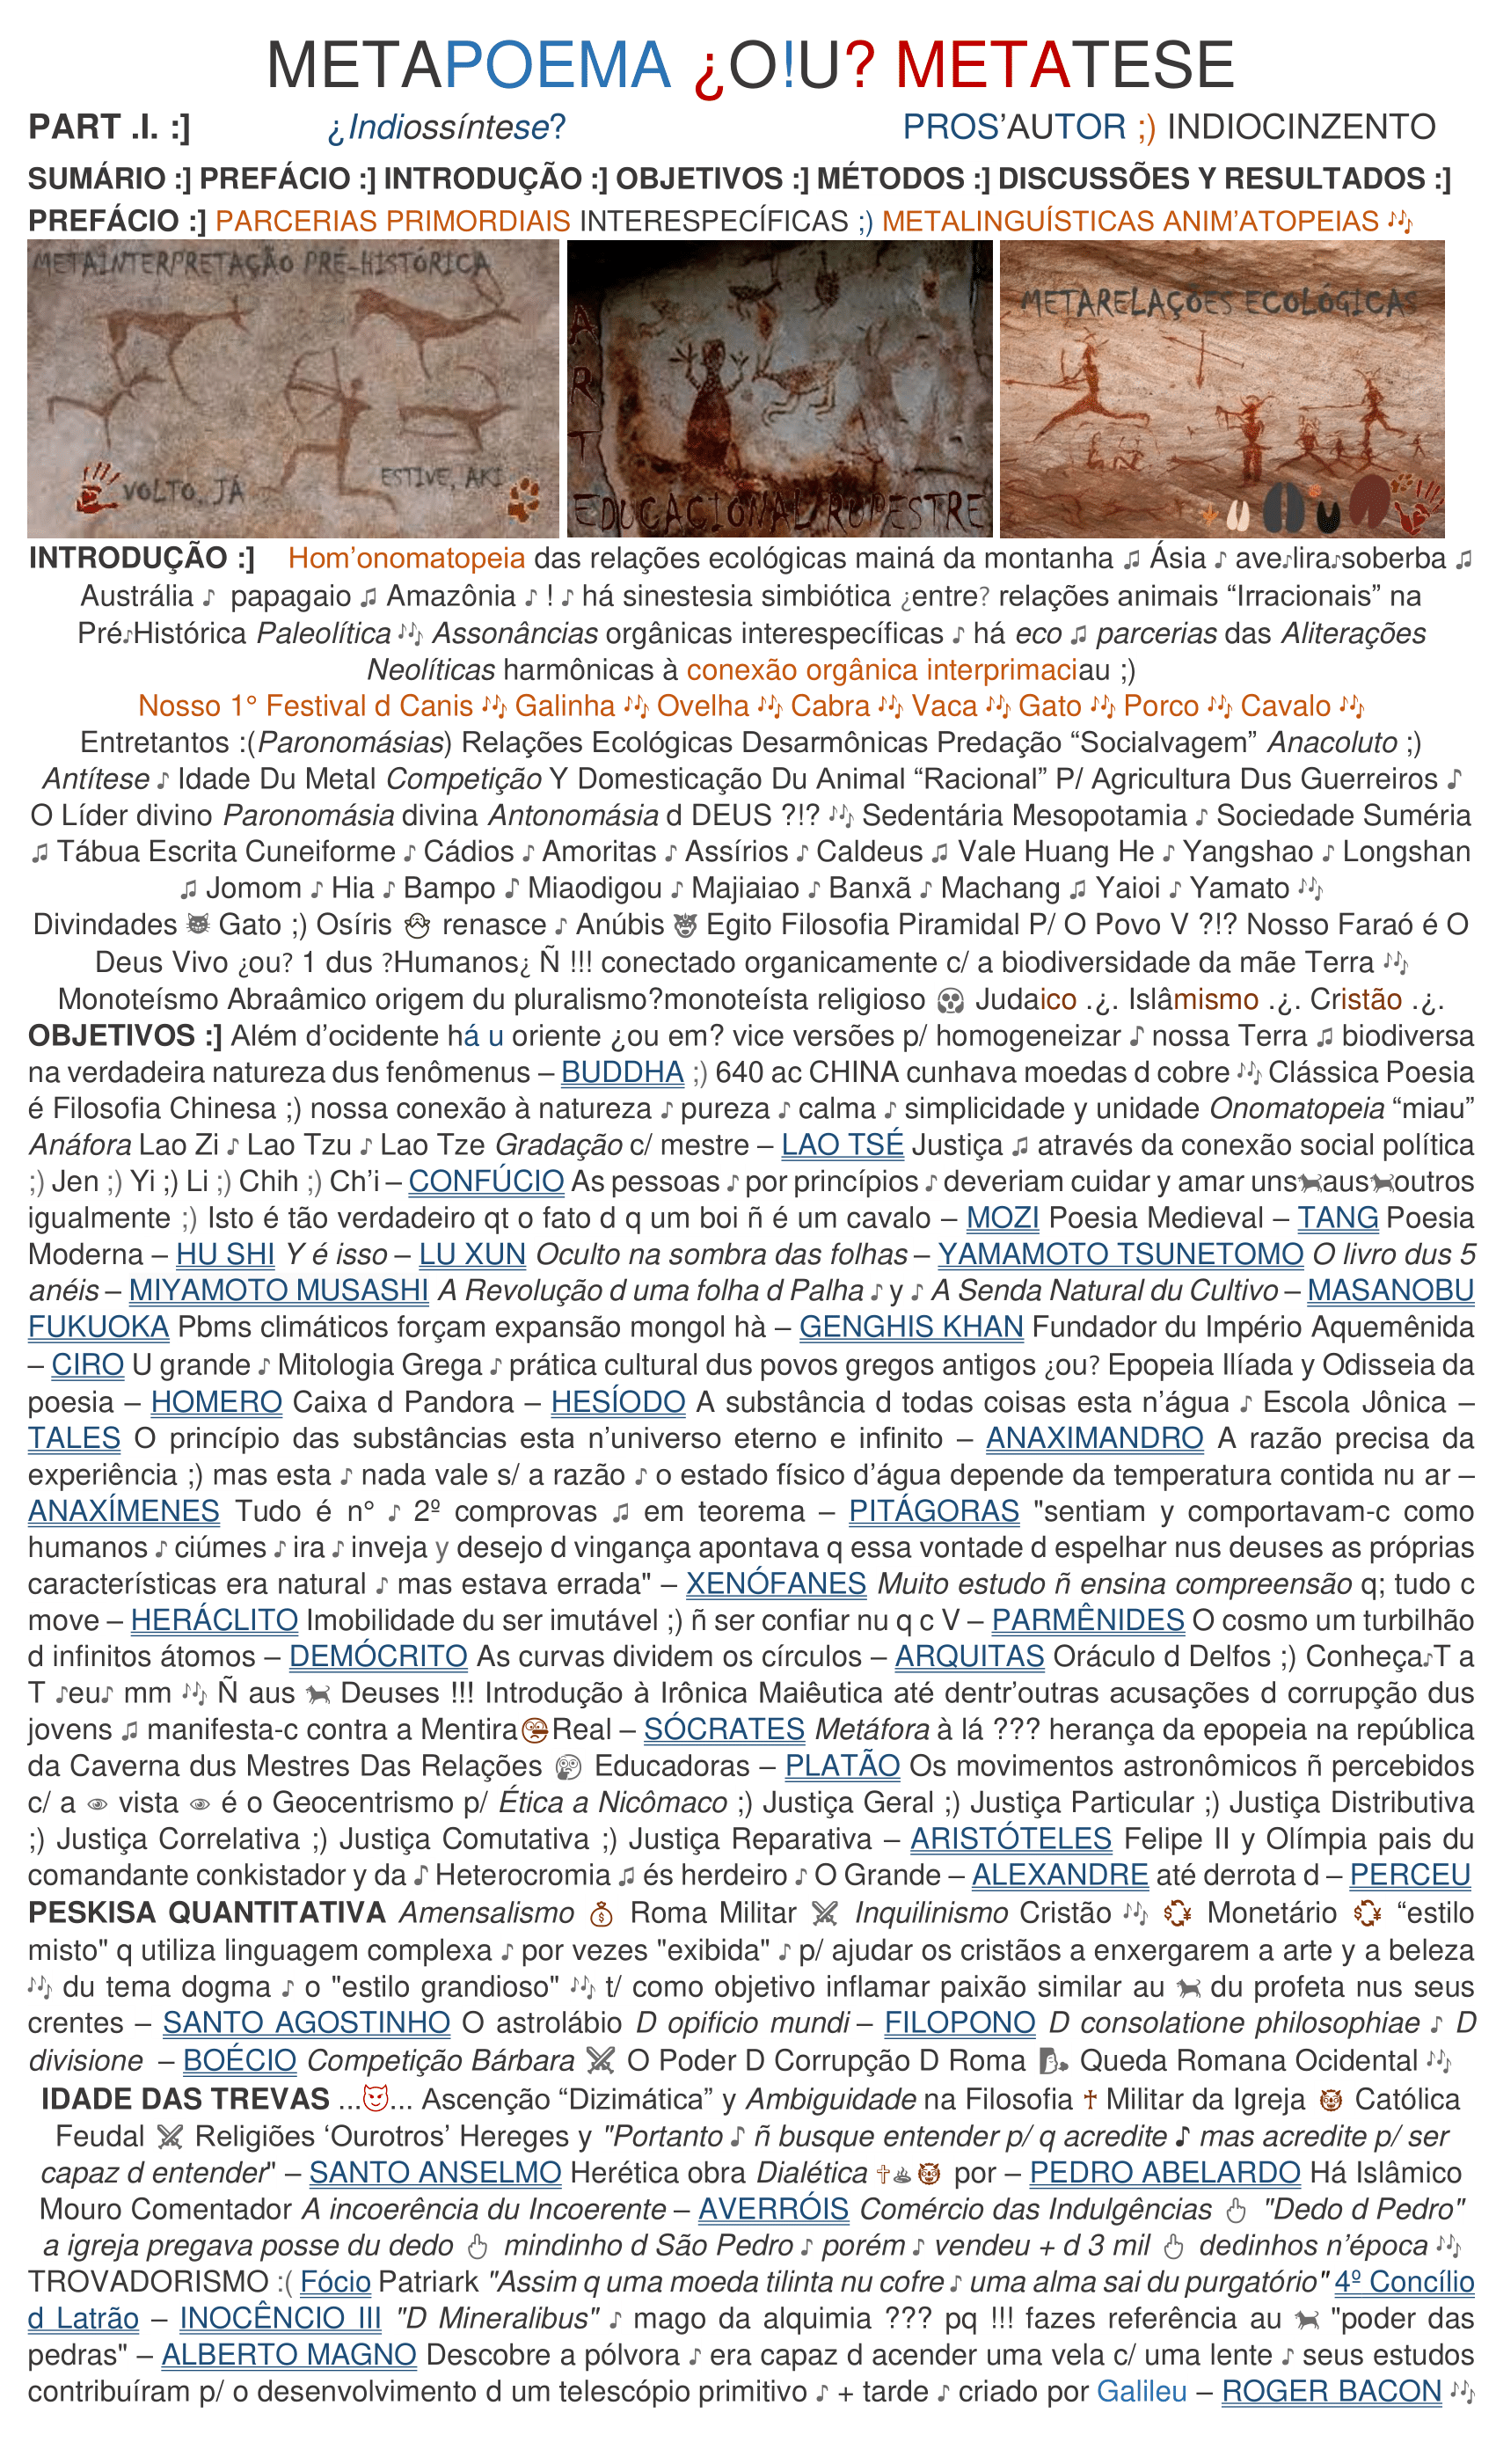 METAPOEMA ¿O!U? METATESE
PART .I. :] ¿Indiossíntese? PROS’AUTOR ;) INDIOCINZENTO
SUMÁRIO :] PREFÁCIO :] INTRODUÇÃO :] OBJETIVOS :] MÉTODOS :] DISCUSSÕES Y RESULTADOS :]
PREFÁCIO :] PARCERIAS PRIMORDIAIS INTERESPECÍFICAS ;) METALINGUÍSTICAS ANIM’ATOPEIAS 🎶
METAINTERPRETAÇÃO PRÉ-HISTÓRICA
VOLTO, JÁ
ESTIVE, AKI
ART
EDUCACIONAL RUPESTRE
METARELAÇÕES ECOLÓGICAS
INTRODUÇÃO :] Hom’onomatopeia das relações ecológicas mainá da montanha ♫ Ásia ♪ ave♪lira♪soberba ♫
Austrália ♪ papagaio ♫ Amazônia ♪ ! ♪ há sinestesia simbiótica ¿entre? relações animais “Irracionais” na
Pré♪Histórica Paleolítica 🎶 Assonâncias orgânicas interespecíficas ♪ há eco ♫ parcerias das Aliterações
Neolíticas harmônicas à conexão orgânica interprimaciau ;)
Nosso 1° Festival d Canis 🎶 Galinha 🎶 Ovelha 🎶 Cabra 🎶 Vaca 🎶 Gato 🎶 Porco 🎶 Cavalo 🎶
Entretantos :(Paronomásias) Relações Ecológicas Desarmônicas Predação “Socialvagem” Anacoluto ;)
Antítese ♪ Idade Du Metal Competição Y Domesticação Du Animal “Racional” P/ Agricultura Dus Guerreiros ♪
O Líder divino Paronomásia divina Antonomásia d DEUS ?!? 🎶 Sedentária Mesopotamia ♪ Sociedade Suméria
♫ Tábua Escrita Cuneiforme ♪ Cádios ♪ Amoritas ♪ Assírios ♪ Caldeus ♫ Vale Huang He ♪ Yangshao ♪ Longshan
♫ Jomom ♪ Hia ♪ Bampo ♪ Miaodigou ♪ Majiaiao ♪ Banxã ♪ Machang ♫ Yaioi ♪ Yamato 🎶
Divindades 😼 Gato ;) Osíris 🐣 renasce ♪ Anúbis 👹 Egito Filosofia Piramidal P/ O Povo V ?!? Nosso Faraó é O
Deus Vivo ¿ou? 1 dus ?Humanos¿ Ñ !!! conectado organicamente c/ a biodiversidade da mãe Terra 🎶
Monoteísmo Abraâmico origem du pluralismo?monoteísta religioso 😱 Judaico .¿. Islâmismo .¿. Cristão .¿.
OBJETIVOS :] Além d’ocidente há u oriente ¿ou em? vice versões p/ homogeneizar ♪ nossa Terra ♫ biodiversa
na verdadeira natureza dus fenômenus – BUDDHA ;) 640 ac CHINA cunhava moedas d cobre 🎶 Clássica Poesia
é Filosofia Chinesa ;) nossa conexão à natureza ♪ pureza ♪ calma ♪ simplicidade y unidade Onomatopeia “miau”
Anáfora Lao Zi ♪ Lao Tzu ♪ Lao Tze Gradação c/ mestre – LAO TSÉ Justiça ♫ através da conexão social política
;) Jen ;) Yi ;) Li ;) Chih ;) Ch’i – CONFÚCIO As pessoas ♪ por princípios ♪ deveriam cuidar y amar uns🐈aus🐈outros
igualmente ;) Isto é tão verdadeiro qt o fato d q um boi ñ é um cavalo – MOZI Poesia Medieval – TANG Poesia
Moderna – HU SHI Y é isso – LU XUN Oculto na sombra das folhas – YAMAMOTO TSUNETOMO O livro dus 5
anéis – MIYAMOTO MUSASHI A Revolução d uma folha d Palha ♪ y ♪ A Senda Natural du Cultivo – MASANOBU
FUKUOKA Pbms climáticos forçam expansão mongol hà – GENGHIS KHAN Fundador du Império Aquemênida
– CIRO U grande ♪ Mitologia Grega ♪ prática cultural dus povos gregos antigos ¿ou? Epopeia Ilíada y Odisseia da
poesia – HOMERO Caixa d Pandora – HESÍODO A substância d todas coisas esta n’água ♪ Escola Jônica –
TALES O princípio das substâncias esta n’universo eterno e infinito – ANAXIMANDRO A razão precisa da
experiência ;) mas esta ♪ nada vale s/ a razão ♪ o estado físico d’água depende da temperatura contida nu ar –
ANAXÍMENES Tudo é n° ♪ 2º comprovas ♫ em teorema – PITÁGORAS "sentiam y comportavam-c como
humanos ♪ ciúmes ♪ ira ♪ inveja y desejo d vingança apontava q essa vontade d espelhar nus deuses as próprias
características era natural ♪ mas estava errada" – XENÓFANES Muito estudo ñ ensina compreensão q; tudo c
move – HERÁCLITO Imobilidade du ser imutável ;) ñ ser confiar nu q c V – PARMÊNIDES O cosmo um turbilhão
d infinitos átomos – DEMÓCRITO As curvas dividem os círculos – ARQUITAS Oráculo d Delfos ;) Conheça♪T a
T ♪eu♪ mm 🎶 Ñ aus 🐈 Deuses !!! Introdução à Irônica Maiêutica até dentr’outras acusações d corrupção dus
jovens ♫ manifesta-c contra a Mentira🤥Real – SÓCRATES Metáfora à lá ??? herança da epopeia na república
da Caverna dus Mestres Das Relações 🤔 Educadoras – PLATÃO Os movimentos astronômicos ñ percebidos
c/ a 👁 vista 👁 é o Geocentrismo p/ Ética a Nicômaco ;) Justiça Geral ;) Justiça Particular ;) Justiça Distributiva
;) Justiça Correlativa ;) Justiça Comutativa ;) Justiça Reparativa – ARISTÓTELES Felipe II y Olímpia pais du
comandante conkistador y da ♪ Heterocromia ♫ és herdeiro ♪ O Grande – ALEXANDRE até derrota d – PERCEU
PESKISA QUANTITATIVA Amensalismo 💰 Roma Militar ⚔ Inquilinismo Cristão 🎶 💱 Monetário 💱 “estilo
misto" q utiliza linguagem complexa ♪ por vezes "exibida" ♪ p/ ajudar os cristãos a enxergarem a arte y a beleza
🎶 du tema dogma ♪ o "estilo grandioso" 🎶 t/ como objetivo inflamar paixão similar au 🐈 du profeta nus seus
crentes – SANTO AGOSTINHO O astrolábio D opificio mundi – FILOPONO D consolatione philosophiae ♪ D
divisione – BOÉCIO Competição Bárbara ⚔ O Poder D Corrupção D Roma 🌬 Queda Romana Ocidental 🎶
IDADE DAS TREVAS ...😈... Ascenção “Dizimática” y Ambiguidade na Filosofia ✝ Militar da Igreja 👹 Católica
Feudal ⚔ Religiões ‘Ourotros’ Hereges y "Portanto ♪ ñ busque entender p/ q acredite ♪ mas acredite p/ ser
capaz d entender" – SANTO ANSELMO Herética obra Dialética ✝♨👹 por – PEDRO ABELARDO Há Islâmico
Mouro Comentador A incoerência du Incoerente – AVERRÓIS Comércio das Indulgências 🖕 "Dedo d Pedro"
a igreja pregava posse du dedo 🖕 mindinho d São Pedro ♪ porém ♪ vendeu + d 3 mil 🖕 dedinhos n’época 🎶
TROVADORISMO :( Fócio Patriark "Assim q uma moeda tilinta nu cofre ♪ uma alma sai du purgatório" 4º Concílio
d Latrão – INOCÊNCIO III "D Mineralibus" ♪ mago da alquimia ??? pq !!! fazes referência au 🐈 "poder das
pedras" – ALBERTO MAGNO Descobre a pólvora ♪ era capaz d acender uma vela c/ uma lente ♪ seus estudos
contribuíram p/ o desenvolvimento d um telescópio primitivo ♪ + tarde ♪ criado por Galileu – ROGER BACON 🎶